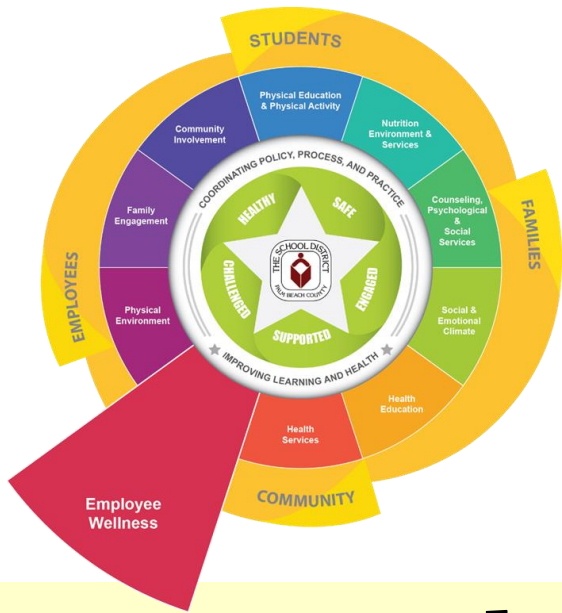 STUDENTS
Physical Education
& Physical Activity
Nutrition
Environment &
Services
Counseling,
Psychological
&
Social
Services
FAMILIES
Social &
Emotional
Climate
Health
Education
Health
Services
COMMUNITY
Employee
Wellness
Physical
Environment
EMPLOYEES
Family
Engagement
Community
Involvement
COORDINATING POLICY, PROCESS, AND PRACTICE
IMPROVING LEARNING AND HEALTH
HEALTHY
SAFE
ENGAGED
SUPPORTED
CHALLENGED
THE SCHOOL DISTRICT
PALM BEACH COUNTY